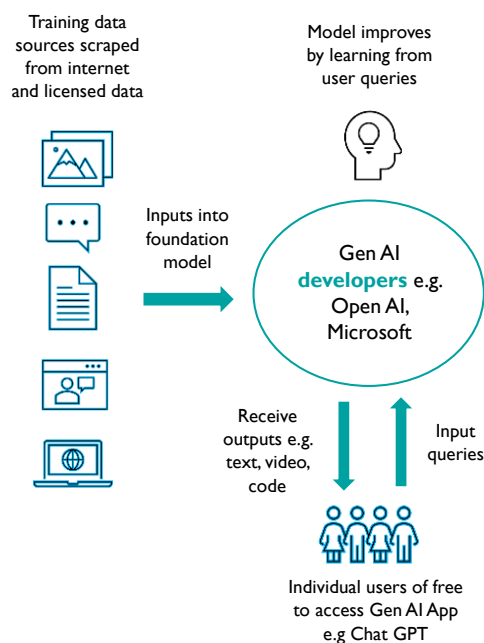 Training data
sources scraped
from internet
and licensed data
Model improves
by learning from
user queries
Inputs into
foundation
model
Gen AI
developers e.g.
Open AI,
Microsoft
Receive
outputs e.g.
text, video,
code
Input
queries
Individual users of free
to access Gen AI App
e.g Chat GPT